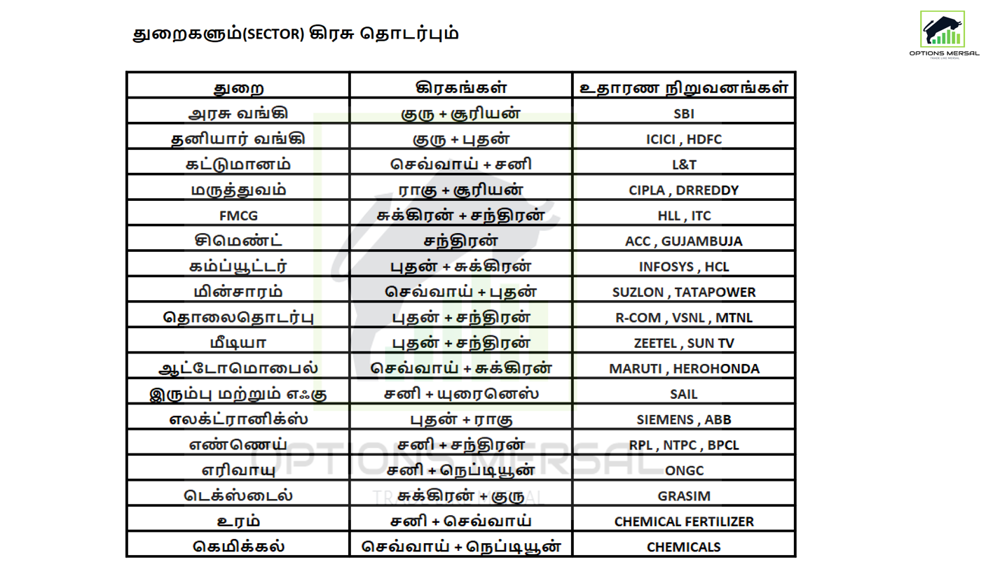 துறைகளும்(SECTOR) கிரசு தொடர்பும்
OPTIONS MERSAL
TRADE LIKE MERSAL
துறை கிரகங்கள் உதாரண நிறுவனங்கள்
அரசு வங்கி குரு + சூரியன் SBI
தனியார் வங்கி குரு + புதன் ICICI , HDFC
கட்டுமானம் செவ்வாய் + சனி L&T
மருத்துவம் ராகு + சூரியன் CIPLA , DRREDDY
FMCG சுக்கிரன் + சந்திரன் HLL , ITC
சிமெண்ட் சந்திரன் ACC , GUJAMBUJA
கம்ப்யூட்டர் புதன் + சுக்கிரன் INFOSYS , HCL
மின்சாரம் செவ்வாய் + புதன் SUZLON , TATAPOWER
தொலைதொடர்பு புதன் + சந்திரன் R-COM , VSNL , MTNL
மீடியா புதன் + சந்திரன் ZEETEL , SUN TV
ஆட்டோமொபைல் செவ்வாய் + சுக்கிரன் MARUTI , HEROHONDA
இரும்பு மற்றும் எஃகு சனி + யுரைனெஸ் SAIL
எலக்ட்ரானிக்ஸ் புதன் + ராகு SIEMENS , ABB
எண்ணெய் சனி + சந்திரன் RPL , NTPC , BPCL
எரிவாயு சனி + நெப்டியூன் ONGC
டெக்ஸ்டைல் சுக்கிரன் + குரு GRASIM
உரம் சனி + செவ்வாய் CHEMICAL FERTILIZER
கெமிக்கல் செவ்வாய் + நெப்டியூன் CHEMICALS
OPTIONS MERSAL
TRADE LIKE MERSAL